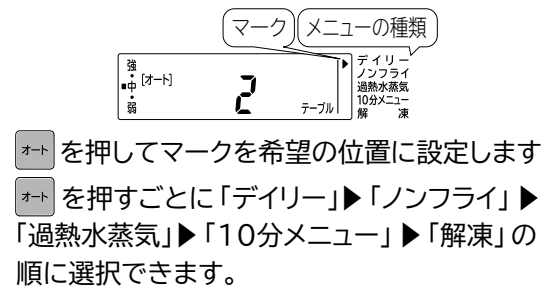 マーク メニューの種類
強
・
中 [オート]
・
弱
2
テーブル
デイリー
ノンフライ
過熱水蒸気
10分メニュー
解凍
オート を押してマークを希望の位置に設定します
オート を押すごとに「デイリー」▶「ノンフライ」▶
「過熱水蒸気」▶「10分メニュー」▶「解凍」の
順に選択できます。